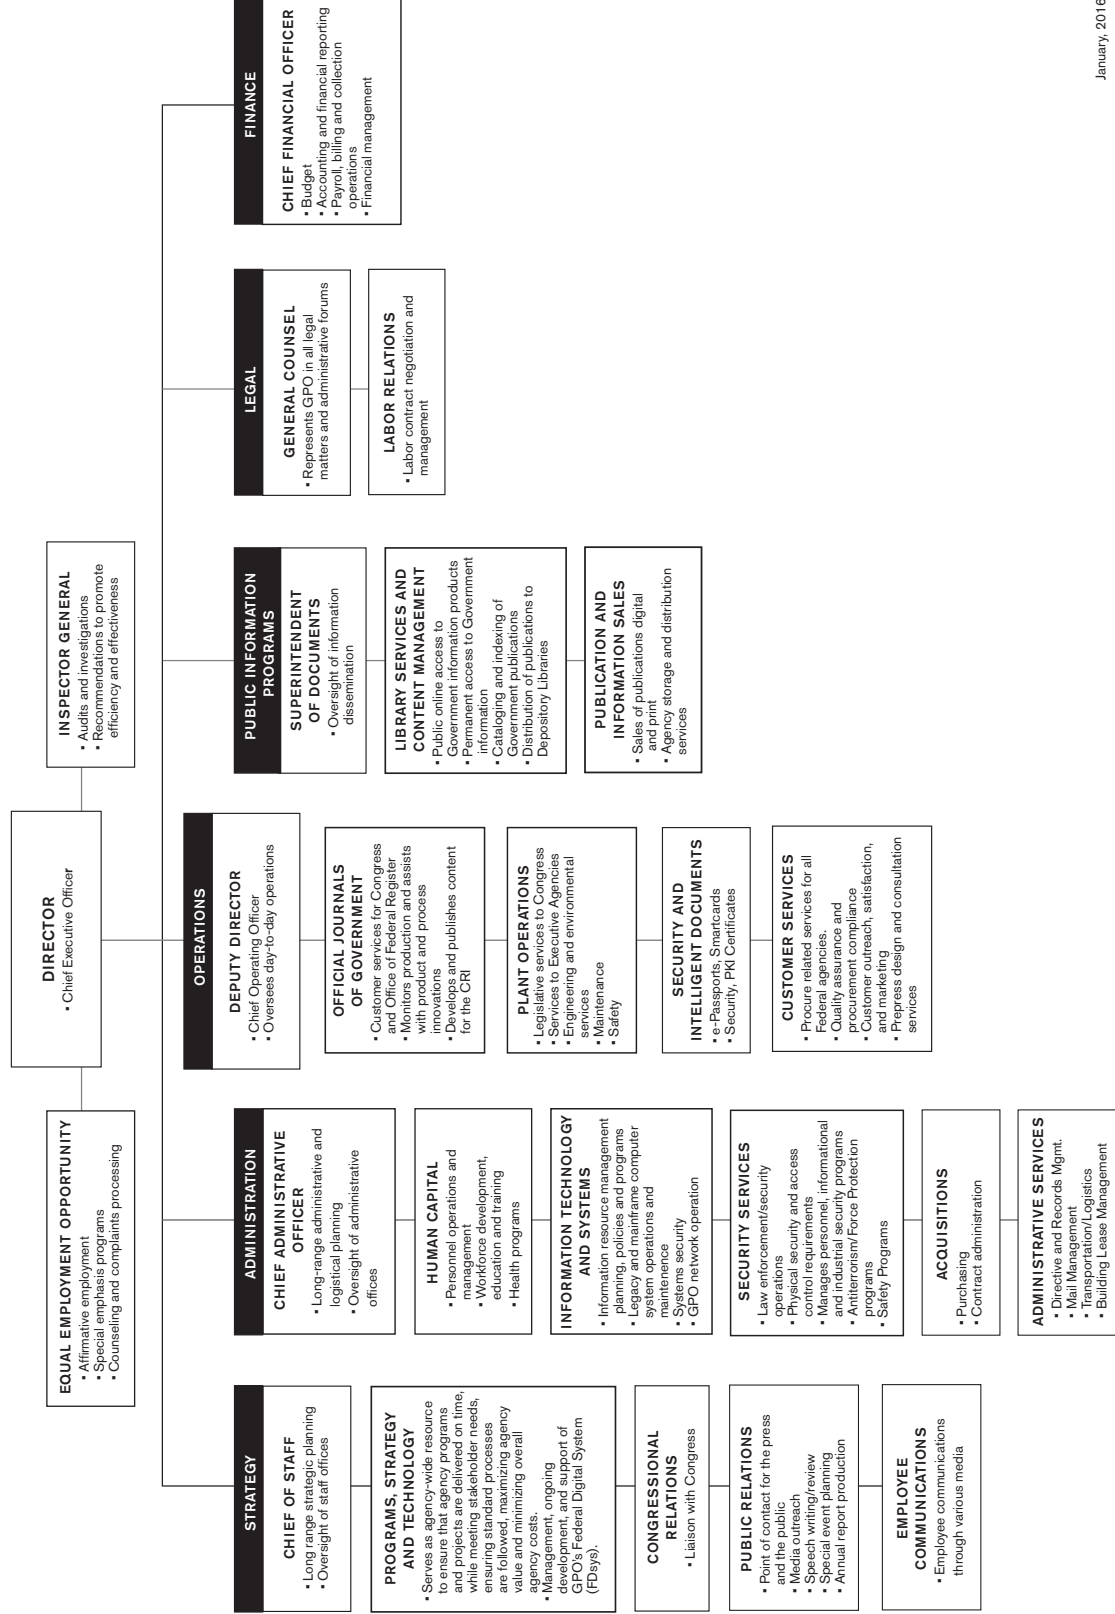 DIRECTOR
▪ Chief Executive Officer
EQUAL EMPLOYMENT OPPORTUNITY
▪ Affirmative employment
▪ Special emphasis programs
▪ Counseling and complaints processing
INSPECTOR GENERAL
▪ Audits and investigations
▪ Recommendations to promote
efficiency and effectiveness
STRATEGY
CHIEF OF STAFF
▪ Long range strategic planning
▪ Oversight of staff offices
PROGRAMS, STRATEGY
AND TECHNOLOGY
▪ Serves as agency-wide resource
to ensure that agency programs
and projects are delivered on time,
while meeting stakeholder needs,
ensuring standard processes
are followed, maximizing agency
value and minimizing overall
agency costs.
▪ Management, ongoing
development, and support of
GPO's Federal Digital System
(FDsys).
CONGRESSIONAL
RELATIONS
▪ Liaison with Congress
PUBLIC RELATIONS
▪ Point of contact for the press
and the public
▪ Media outreach
▪ Speech writing/review
▪ Special event planning
▪ Annual report production
EMPLOYEE
COMMUNICATIONS
▪ Employee communications
through various media
ADMINISTRATION
CHIEF ADMINISTRATIVE
OFFICER
▪ Long-range administrative and
logistical planning
▪ Oversight of administrative
offices
HUMAN CAPITAL
▪ Personnel operations and
management
▪ Workforce development,
education and training
▪ Health programs
INFORMATION TECHNOLOGY
AND SYSTEMS
▪ Information resource management
planning, policies and programs
▪ Legacy and mainframe computer
system operations and
maintenence
▪ Systems security
▪ GPO network operation
SECURITY SERVICES
▪ Law enforcement/security
operations
▪ Physical security and access
control requirements
▪ Manages personnel, informational
and industrial security programs
▪ Antiterrorism/Force Protection
programs
▪ Safety Programs
ACQUISITIONS
▪ Purchasing
▪ Contract administration
ADMINISTRATIVE SERVICES
▪ Directive and Records Mgmt.
▪ Mail Management
▪ Transportation/Logistics
▪ Building Lease Management
OPERATIONS
DEPUTY DIRECTOR
▪ Chief Operating Officer
▪ Oversees day-to-day operations
OFFICIAL JOURNALS
OF GOVERNMENT
▪ Customer services for Congress
and Office of Federal Register
▪ Monitors production and assists
with product and process
innovations
▪ Develops and publishes content
for the CRI
PLANT OPERATIONS
▪ Legislative services to Congress
▪ Services to Executive Agencies
▪ Engineering and environmental
services
▪ Maintenance
▪ Safety
SECURITY AND
INTELLIGENT DOCUMENTS
▪ e-Passports, Smartcards
▪ Security, PKI Certificates
CUSTOMER SERVICES
▪ Procure related services for all
Federal agencies.
▪ Quality assurance and
procurement compliance
▪ Customer outreach, satisfaction,
and marketing
▪ Prepress design and consultation
services
PUBLIC INFORMATION
PROGRAMS
SUPERINTENDENT
OF DOCUMENTS
▪ Oversight of information
dissemination
LIBRARY SERVICES AND
CONTENT MANAGEMENT
▪ Public online access to
Government information products
▪ Permanent access to Government
information
▪ Cataloging and indexing of
Government publications
▪ Distribution of publications to
Depository Libraries
PUBLICATION AND
INFORMATION SALES
▪ Sales of publications digital
and print
▪ Agency storage and distribution
services
LEGAL
GENERAL COUNSEL
▪ Represents GPO in all legal
matters and administrative forums
LABOR RELATIONS
▪ Labor contract negotiation and
management
FINANCE
CHIEF FINANCIAL OFFICER
▪ Budget
▪ Accounting and financial reporting
▪ Payroll, billing and collection
operations
▪ Financial management
January, 2016